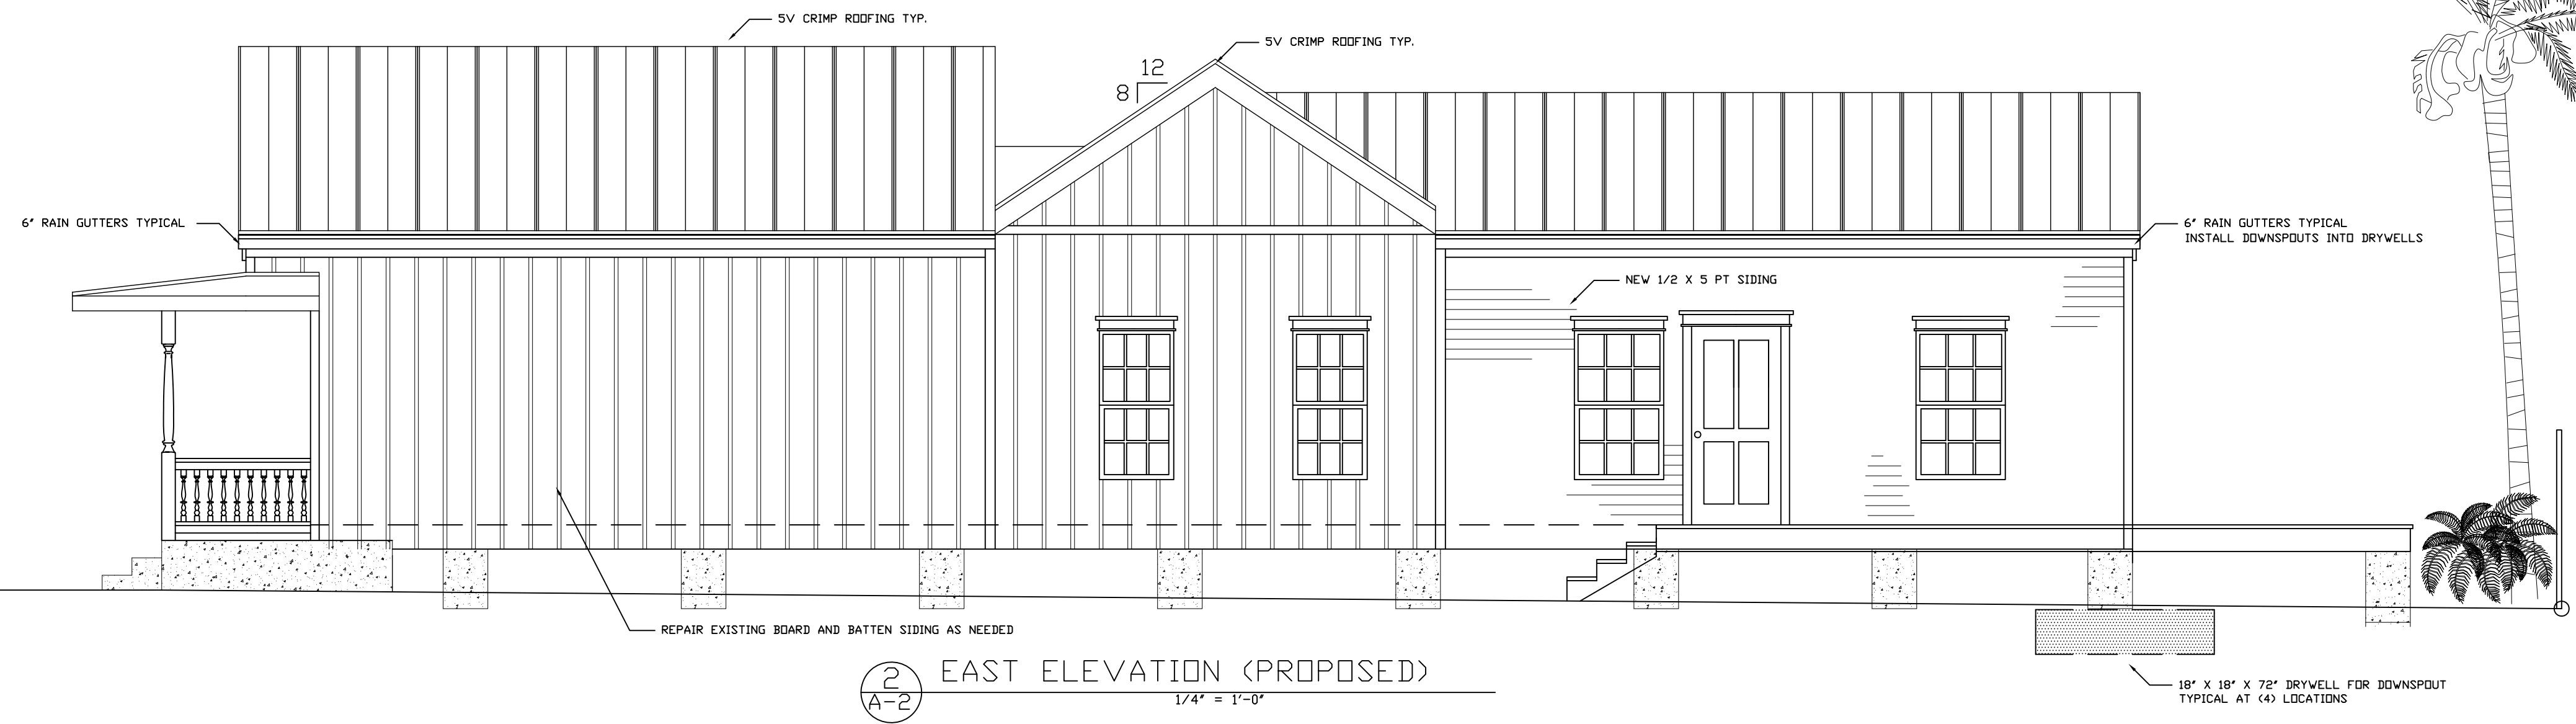 5V CRIMP ROOFING TYP.
5V CRIMP ROOFING TYP.
12
8
6" RAIN GUTTERS TYPICAL
6" RAIN GUTTERS TYPICAL
INSTALL DOWNSPOUTS INTO DRYWELLS
NEW 1/2 X 5 PT SIDING
REPAIR EXISTING BOARD AND BATTEN SIDING AS NEEDED
2
A-2
EAST ELEVATION (PROPOSED)
1/4" = 1'-0"
18" X 18" X 72" DRYWELL FOR DOWNSPOUT
TYPICAL AT (4) LOCATIONS